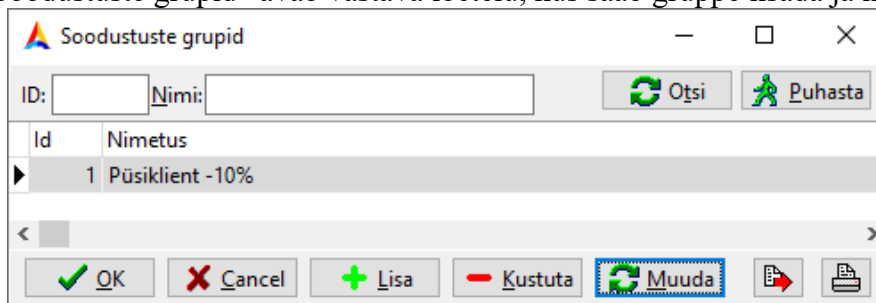 Soodustuste grupid
ID: Nimi: Otsi Puhasta
Id Nimetus
1 Püsiklient -10%
OK Cancel Lisa Kustuta Muuda